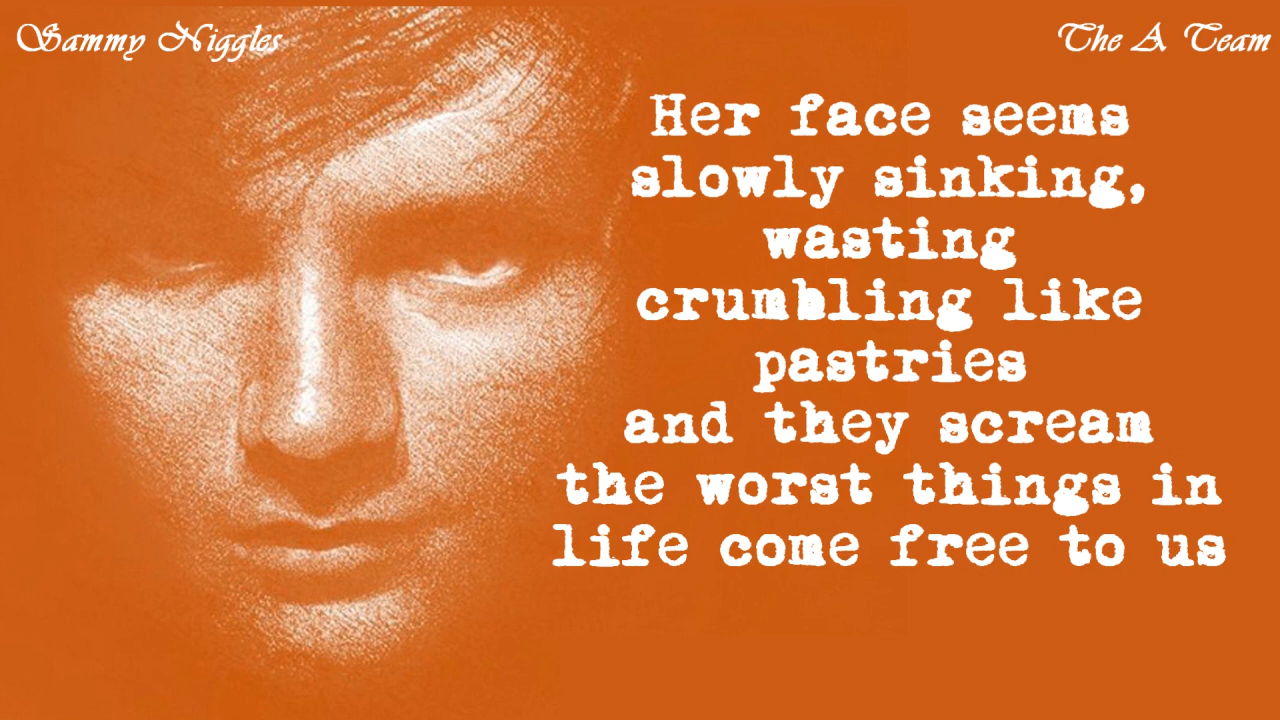 Sammy Niggles
The A Team
Her face seems
slowly sinking,
wasting
crumbling like
pastries
and they scream
the worst things in
life come free to us